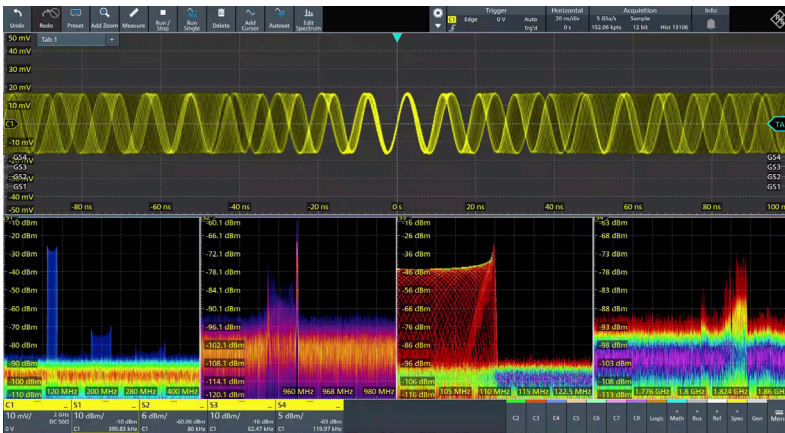 Undo Redo Preset Add Zoom Measure Run / Stop Run Single Delete Add Cursor Autoset Edit Spectrum
Trigger Horizontal Acquisition Info
C1 Edge 0 V Auto 20 ns/div 5 GSa/s Sample
Trig'd 0 s 152.06 kpts 12 bit Hist 13106
Tab 1 +
50 mV
40 mV
30 mV
20 mV
10 mV
C1 TA
-10 mV
GS4 GS4
GS3 GS3
GS2 GS2
GS1 GS1
-40 mV
-50 mV -80 ns -60 ns -40 ns -20 ns 0 s 20 ns 40 ns 60 ns 80 ns 100 n
-10 dBm -60.1 dBm -16 dBm -63 dBm
-20 dBm -26 dBm -68 dBm
-30 dBm -72.1 dBm -36 dBm -73 dBm
-40 dBm -78.1 dBm -46 dBm -78 dBm
-50 dBm -84.1 dBm -56 dBm -83 dBm
-60 dBm -90.1 dBm -66 dBm -88 dBm
-70 dBm -96.1 dBm -76 dBm -93 dBm
-80 dBm -102.1 dBm -86 dBm -98 dBm
-90 dBm -108.1 dBm -96 dBm -103 dBm
-100 dBm -114.1 dBm -106 dBm -108 dBm
-110 dBm 120 MHz 200 MHz 280 MHz 400 MHz -120.1 dBm 960 MHz 968 MHz 980 MHz -116 dBm 105 MHz 110 MHz 115 MHz 122.5 MHz -113 dBm 1.776 GHz 1.8 GHz 1.824 GHz 1.86 GH
C1 S1 S2 S3 S4
10 mV/ 2 GHz 10 dBm/ 6 dBm/ 10 dBm/ 5 dBm/
DC 50Ω -10 dBm -60.06 dBm -16 dBm -63 dBm
0 V C1 399.83 kHz C1 80 kHz C1 62.47 kHz C1 119.97 kHz
C2 C3 C4 C5 C6 C7 C8 Logic Math Bus Ref Spec Gen Menu